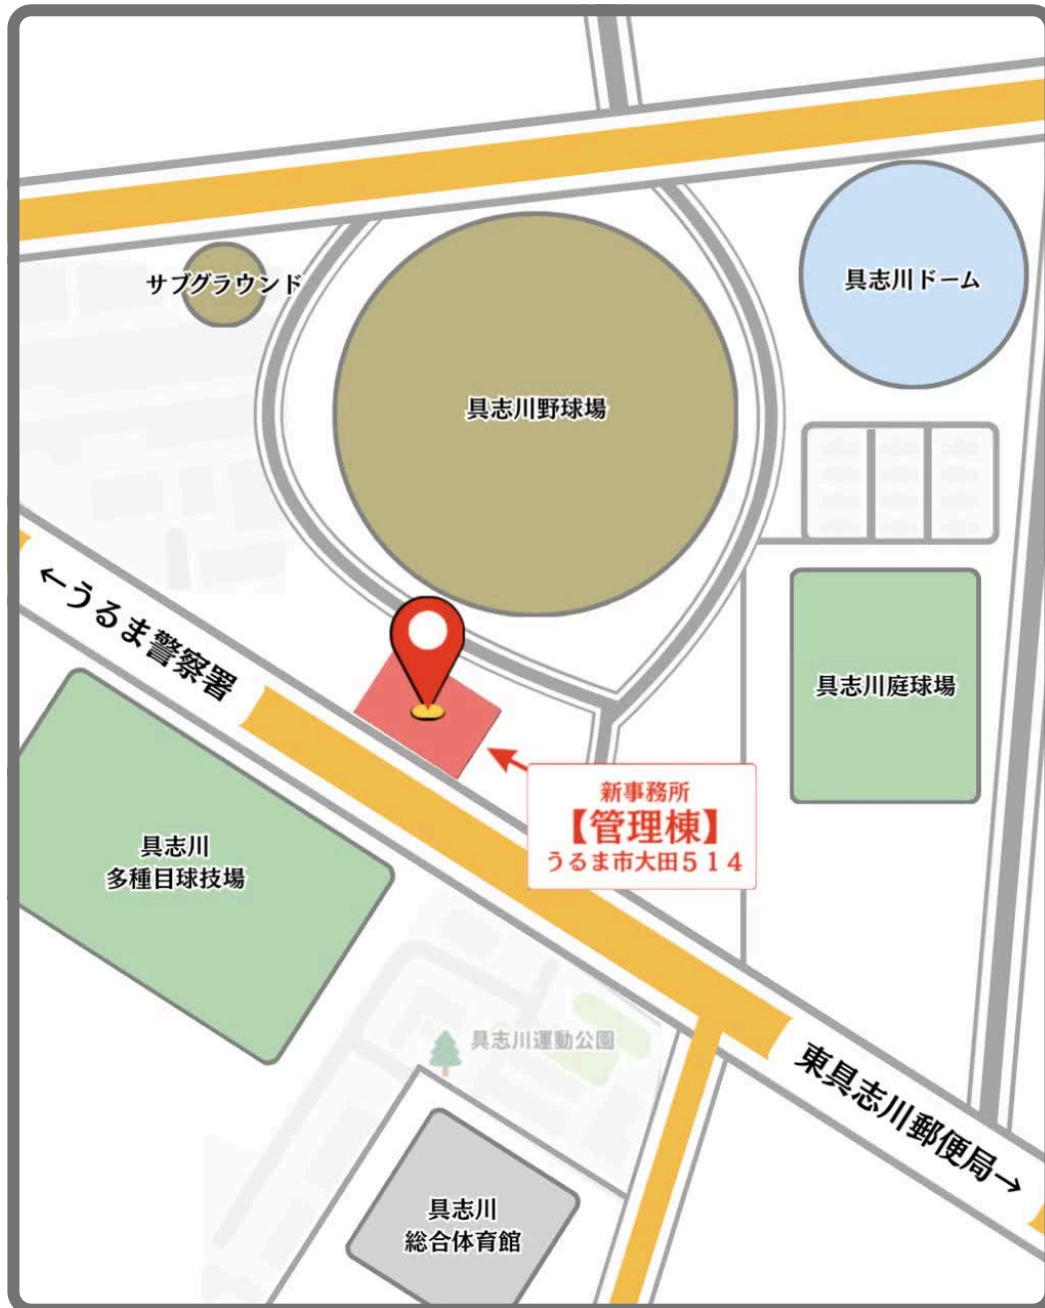 サブグラウンド
具志川ドーム
具志川野球場
←うるま警察署
具志川庭球場
新事務所
【管理棟】
うるま市大田514
具志川
多種目球技場
具志川運動公園
東具志川郵便局→
具志川
総合体育館